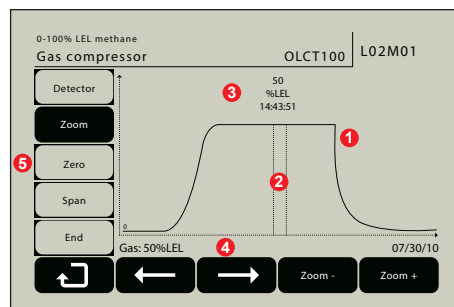 0-100% LEL methane
Gas compressor OLCT100 L02M01
50
%LEL
14:43:51
3
Detector
Zoom
Zero
Span
End
5
1
2
0
Gas: 50%LEL 4 07/30/10
Zoom - Zoom +